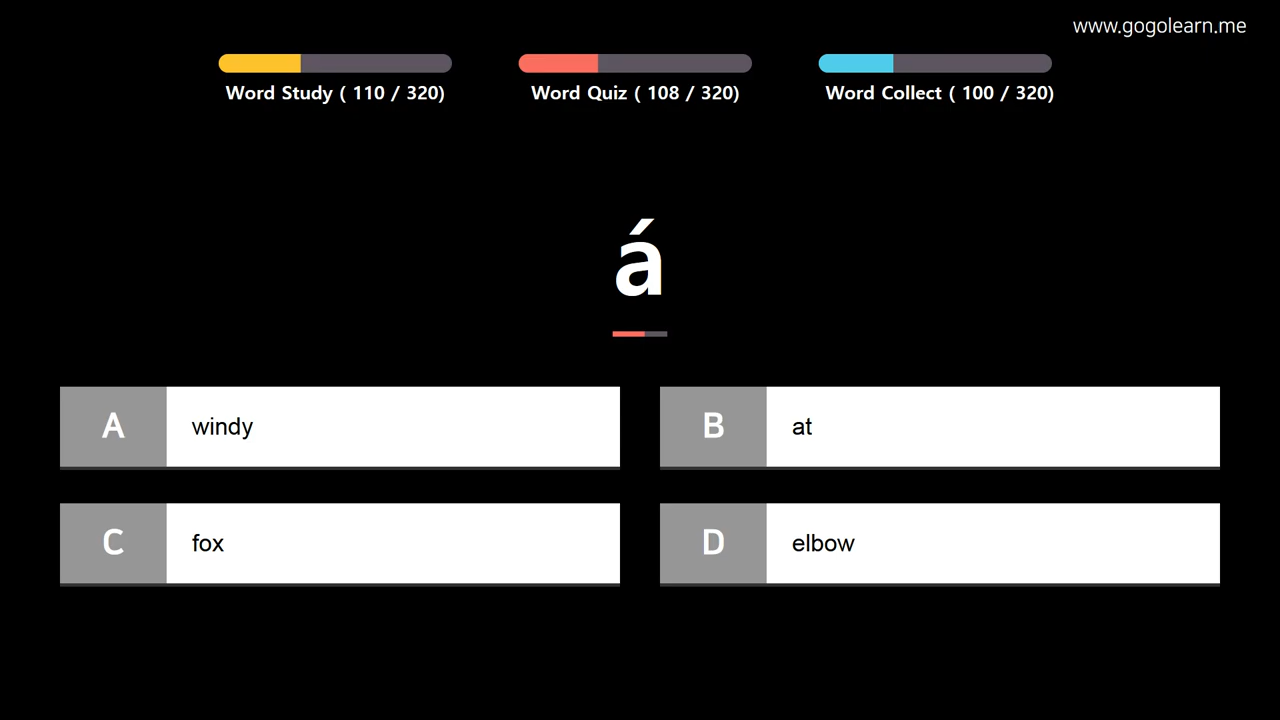 www.gogolearn.me
Word Study ( 110 / 320)
Word Quiz ( 108 / 320)
Word Collect ( 100 / 320)
á
A windy
B at
C fox
D elbow